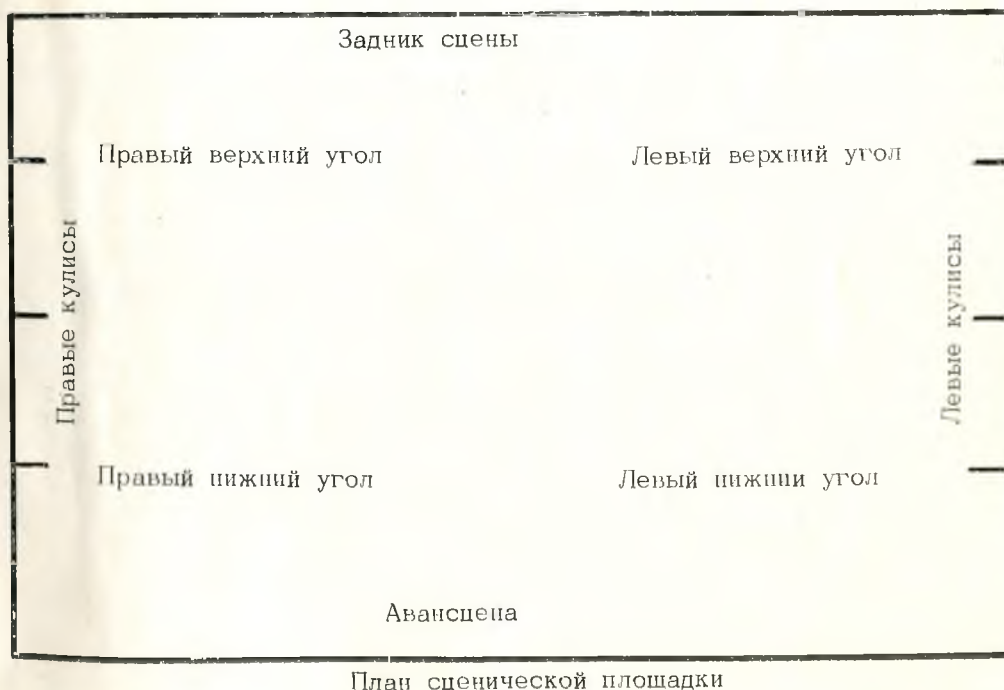 Задник сцены
Правый верхний угол
Левый верхний угол
Правые кулисы
Левые кулисы
Правый нижний угол
Левый нижний угол
Авансцена
План сценической площадки